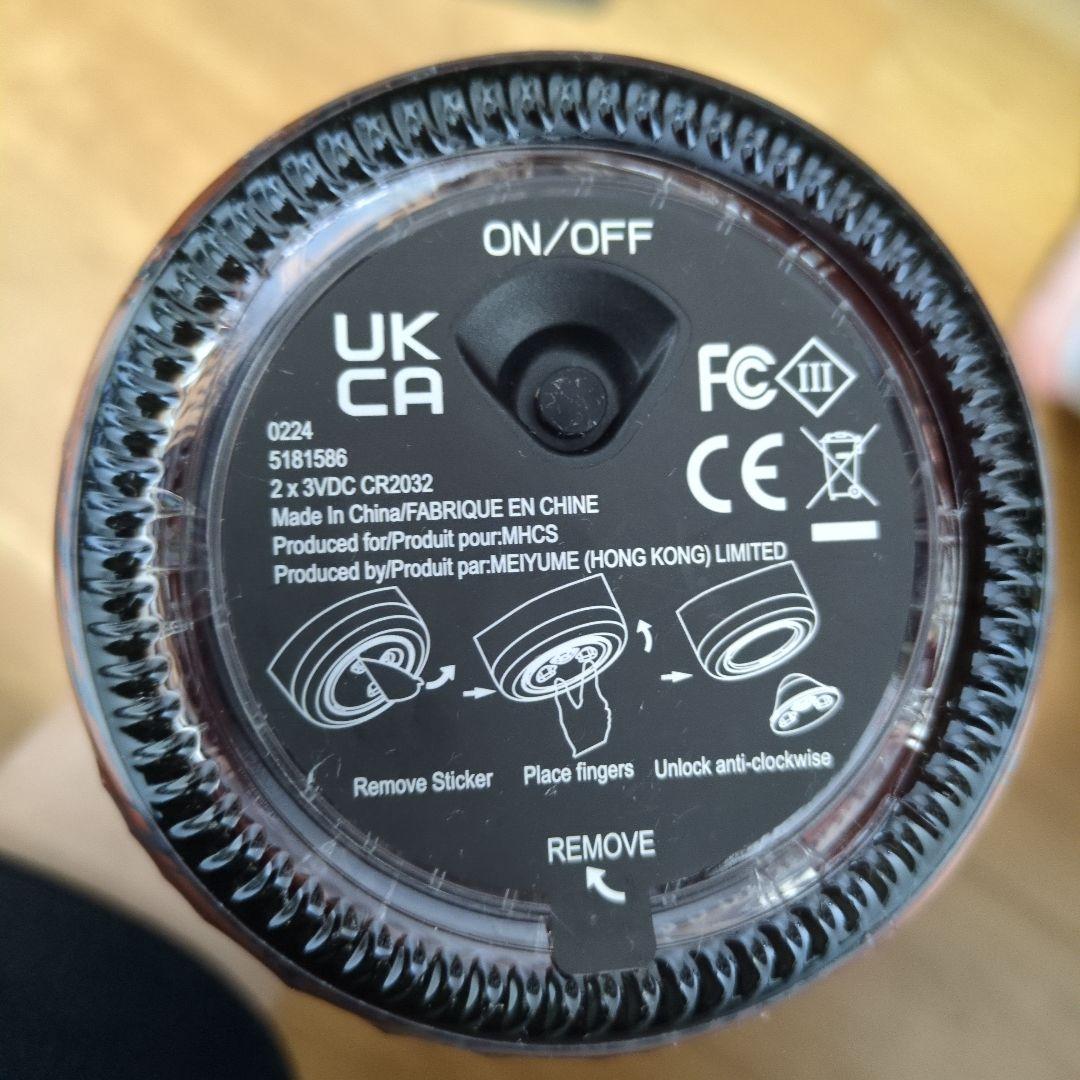 ON/OFF
UK
CA
FC
III
CE
0224
5181586
2 x 3VDC CR2032
Made In China/FABRIQUE EN CHINE
Produced for/Produit pour:MHCS
Produced by/Produit par:MEIYUME (HONG KONG) LIMITED
Remove Sticker
Place fingers
Unlock anti-clockwise
REMOVE